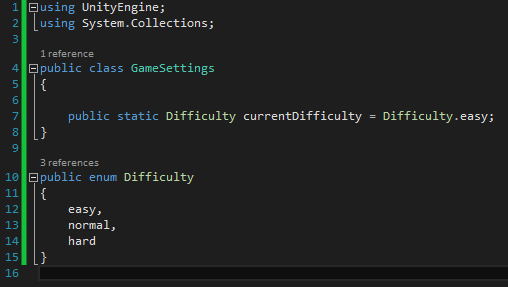 1 using UnityEngine;
2 using System.Collections;
3
1 reference
4 public class GameSettings
5 {
6
7 public static Difficulty currentDifficulty = Difficulty.easy;
8 }
9
3 references
10 public enum Difficulty
11 {
12 easy,
13 normal,
14 hard
15 }
16